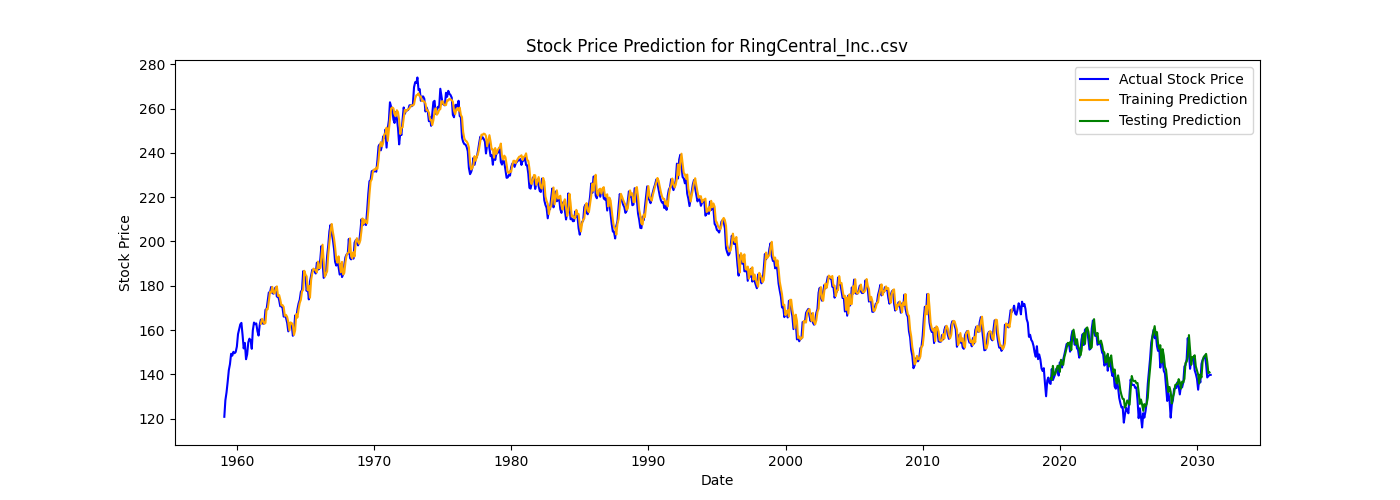 Stock Price Prediction for RingCentral_Inc..csv
Actual Stock Price
Training Prediction
Testing Prediction
Stock Price
280
260
240
220
200
180
160
140
120
1960 1970 1980 1990 2000 2010 2020 2030
Date